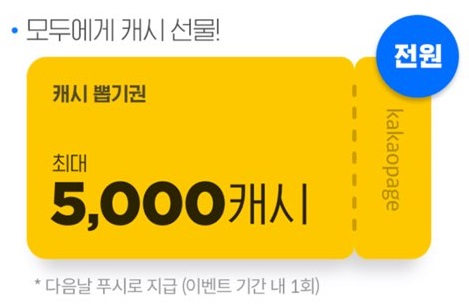 • 모두에게 캐시 선물!
전원
캐시 뽑기권
최대
5,000캐시
kakaopage
* 다음날 푸시로 지급 (이벤트 기간 내 1회)